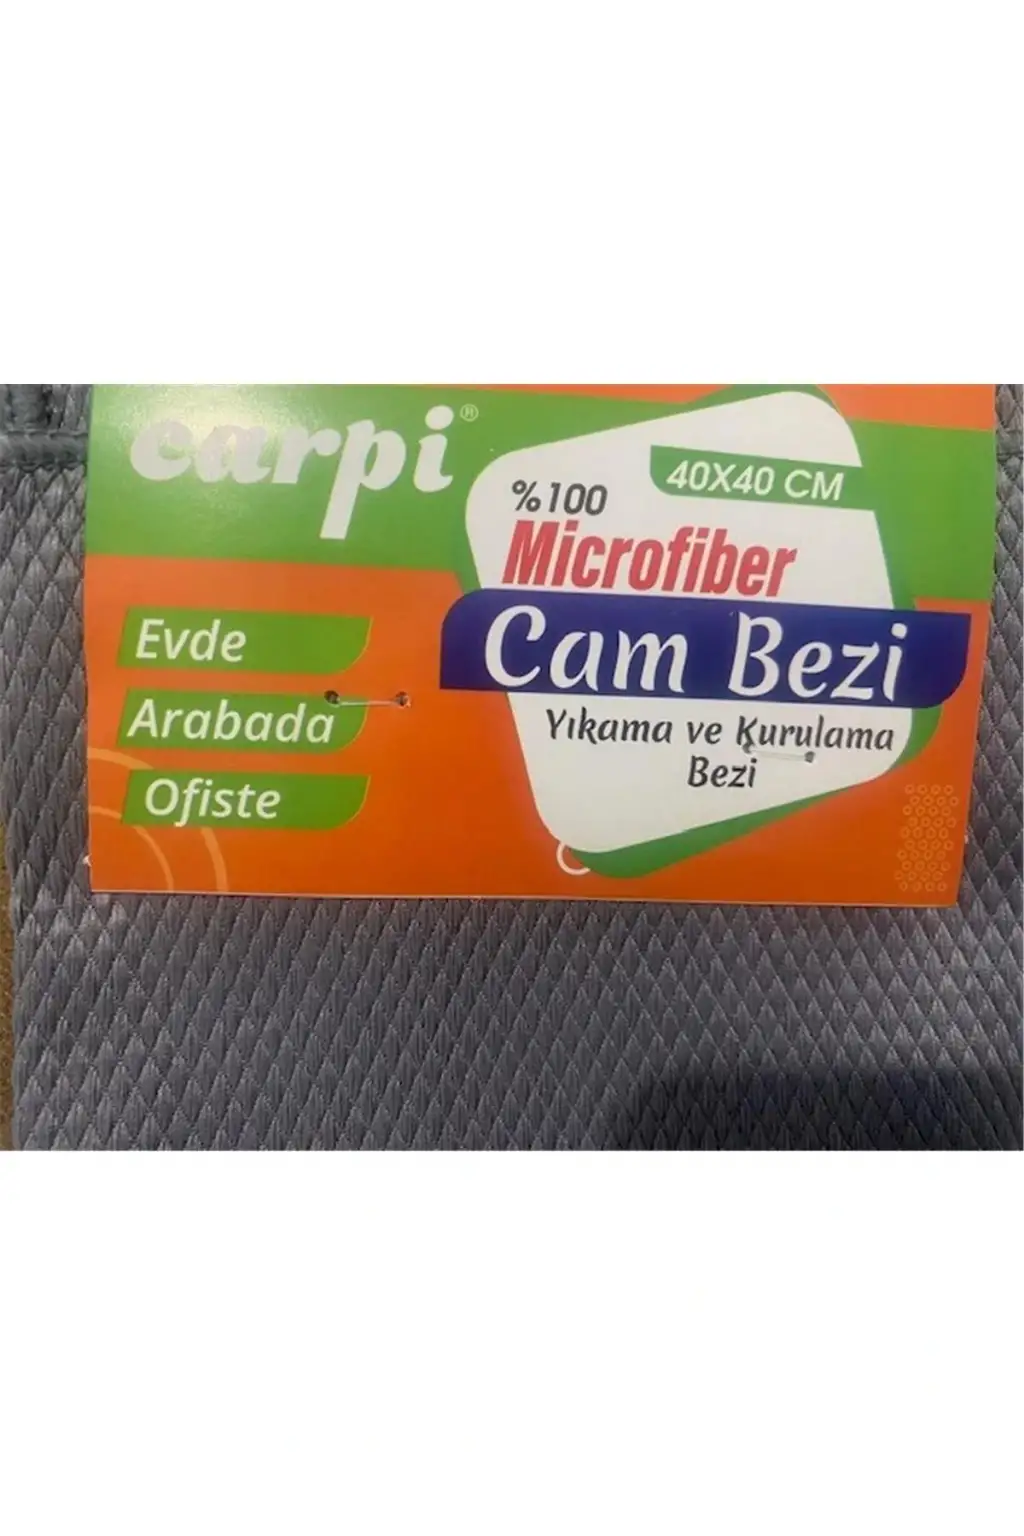 carpi®
40X40 CM
%100
Microfiber
Cam Bezi
Yıkama ve Kurulama
Bezi
Evde
Arabada
Ofiste